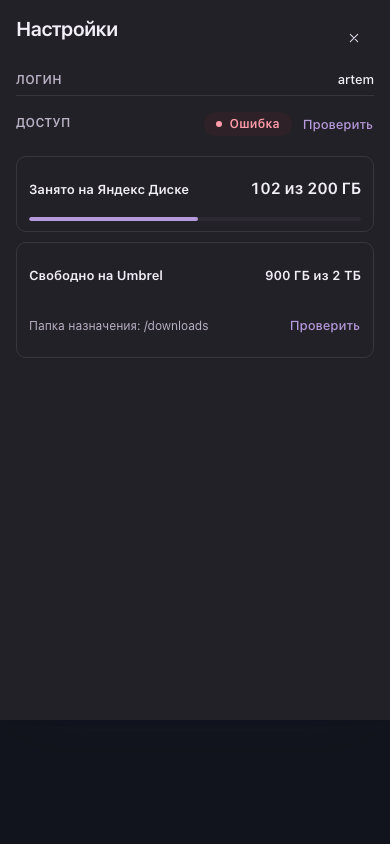 Настройки
ЛОГИН artem
ДОСТУП Ошибка Проверить
Занято на Яндекс Диске 102 из 200 ГБ
Свободно на Umbrel 900 ГБ из 2 ТБ
Папка назначения: /downloads Проверить